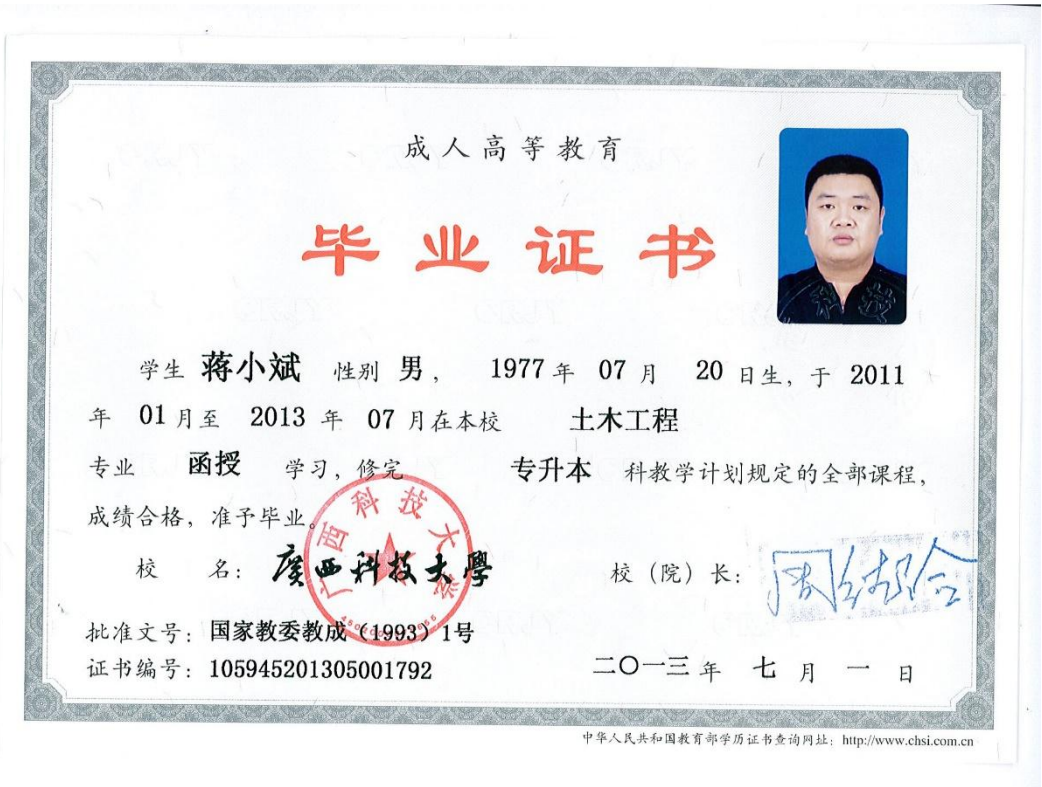 成人高等教育
毕业证书
学生 蒋小斌 性别 男， 1977 年 07 月 20 日生，于 2011
年 01 月至 2013 年 07 月在本校 土木工程
专业 函授 学习，修完 专升本 科教学计划规定的全部课程，
成绩合格，准予毕业。
校 名：廣西科技大學 校（院）长：
广西科技大学
批准文号：国家教委教成（1993）1号
证书编号：105945201305001792 二〇一三 年 七 月 一 日
中华人民共和国教育部学历证书查询网址：http://www.chsi.com.cn